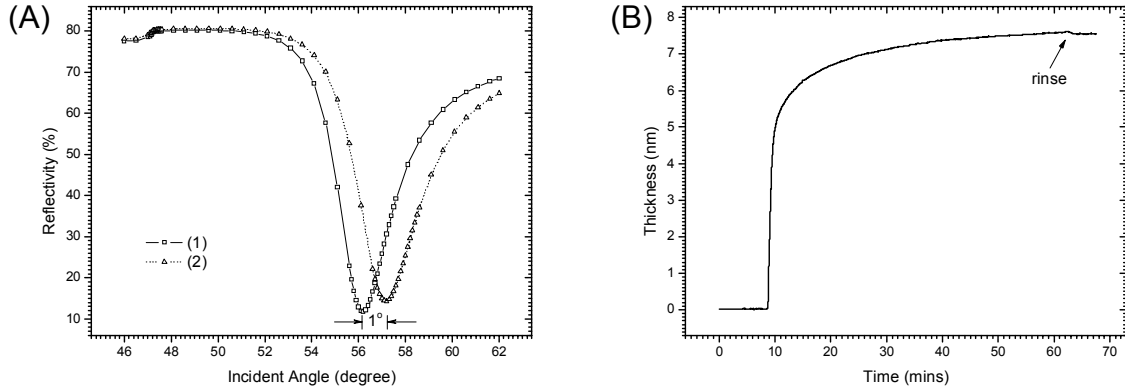 (A)
80
70
60
50
40
30
20
10
Reflectivity (%)
(1)
(2)
1°
46 48 50 52 54 56 58 60 62
Incident Angle (degree)
(B)
8
7
6
5
4
3
2
1
0
Thickness (nm)
rinse
0 10 20 30 40 50 60 70
Time (mins)